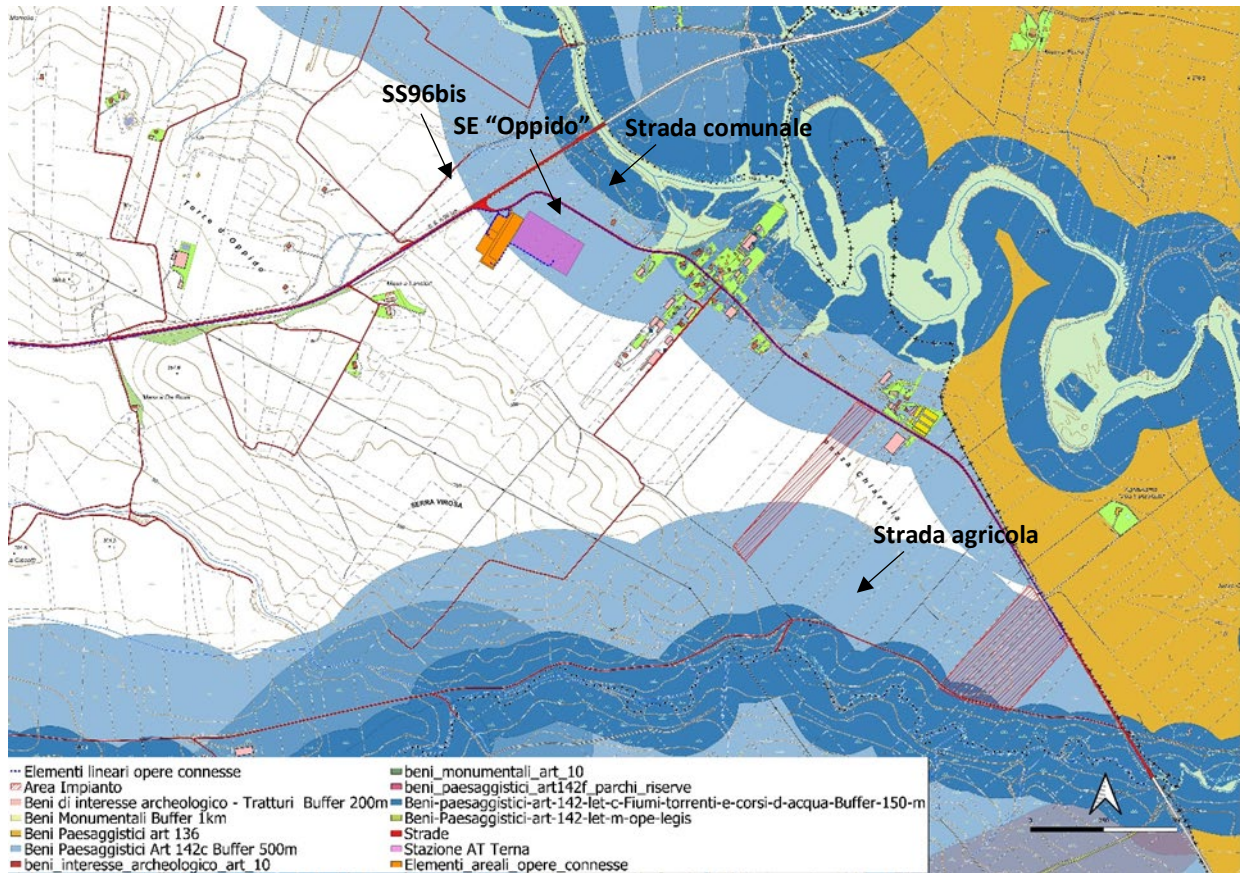 SS96bis
SE “Oppido”
Strada comunale
Torre d'Oppido
SERRA VIROSA
Strada agricola
Elementi lineari opere connesse
Area Impianto
Beni di interesse archeologico - Tratturi Buffer 200m
Beni Monumentali Buffer 1km
Beni Paesaggistici art 136
Beni Paesaggistici Art 142c Buffer 500m
beni_interesse_archeologico_art_10
beni_monumentali_art_10
beni_paesaggistici_art142f_parchi_riserve
Beni-paesaggistici-art-142-let-c-Fiumi-torrenti-e-corsi-d-acqua-Buffer-150-m
Beni-Paesaggistici-art-142-let-m-ope-legis
Strade
Stazione AT Terna
Elementi_areali_opere_connesse